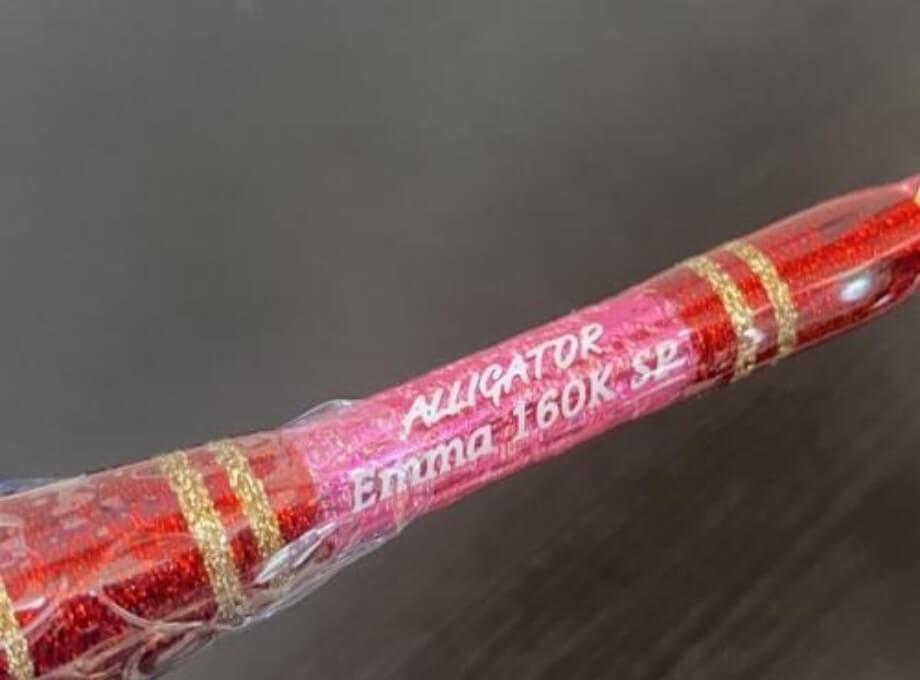 ALLIGATOR
Emma 160K SP